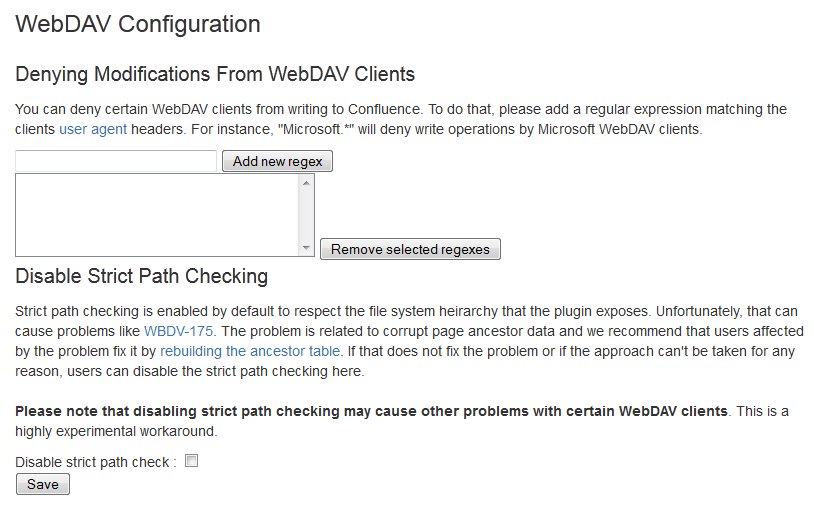 WebDAV Configuration
Denying Modifications From WebDAV Clients
You can deny certain WebDAV clients from writing to Confluence. To do that, please add a regular expression matching the
clients user agent headers. For instance, "Microsoft.*" will deny write operations by Microsoft WebDAV clients.
Add new regex
Remove selected regexes
Disable Strict Path Checking
Strict path checking is enabled by default to respect the file system heirarchy that the plugin exposes. Unfortunately, that can
cause problems like WBDV-175. The problem is related to corrupt page ancestor data and we recommend that users affected
by the problem fix it by rebuilding the ancestor table. If that does not fix the problem or if the approach can't be taken for any
reason, users can disable the strict path checking here.
Please note that disabling strict path checking may cause other problems with certain WebDAV clients. This is a
highly experimental workaround.
Disable strict path check :
Save